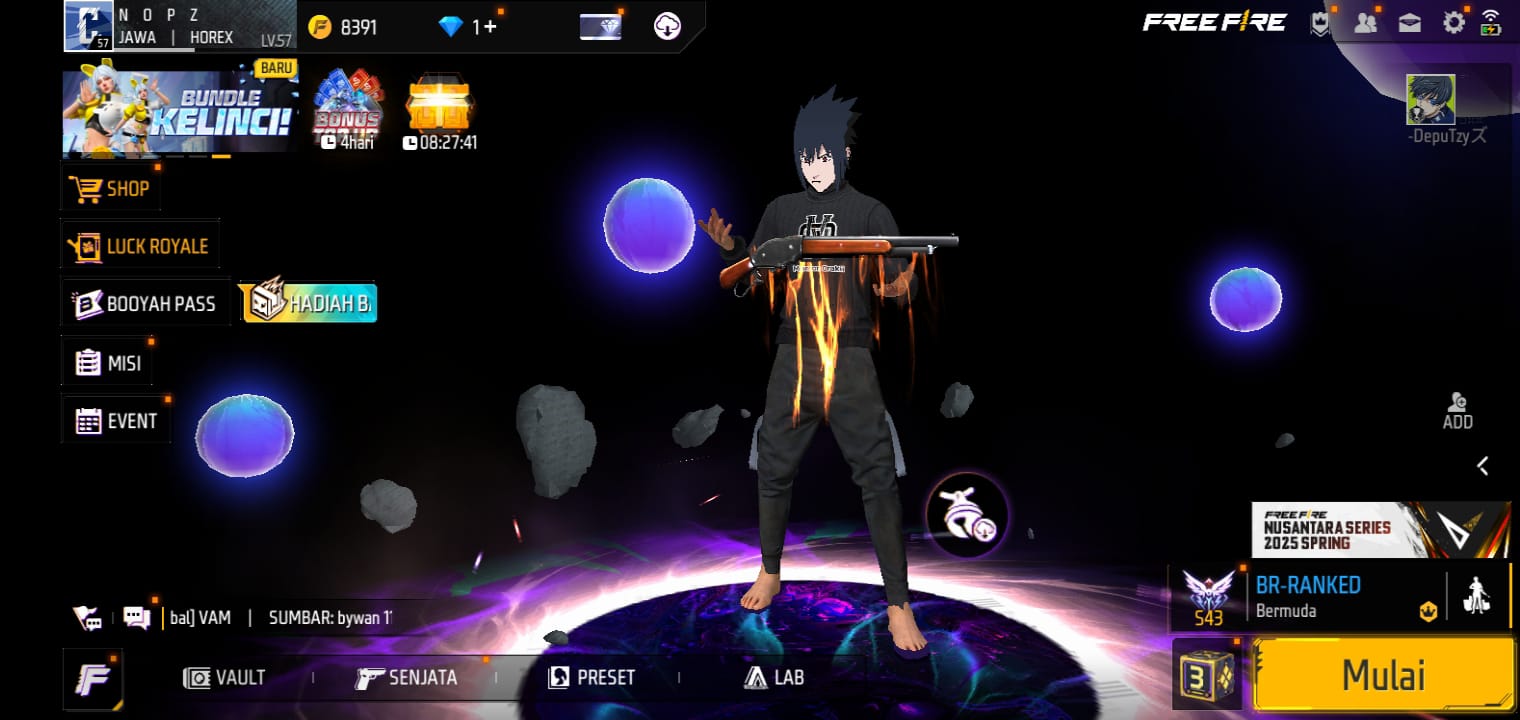 N O P Z
JAWA | HOREX
LV.57
57
8391
1+
FREE FIRE
BARU
BUNDLE
KELINCI!
BONUS
4hari
08:27:41
-DepuTzyズ
SHOP
LUCK ROYALE
BOOYAH PASS
HADIAH B
MISI
EVENT
ADD
FREE FIRE
NUSANTARA SERIES
2025 SPRING
BR-RANKED
Bermuda
S43
bal] VAM | SUMBAR: bywan 1
VAULT
SENJATA
PRESET
LAB
3
Mulai